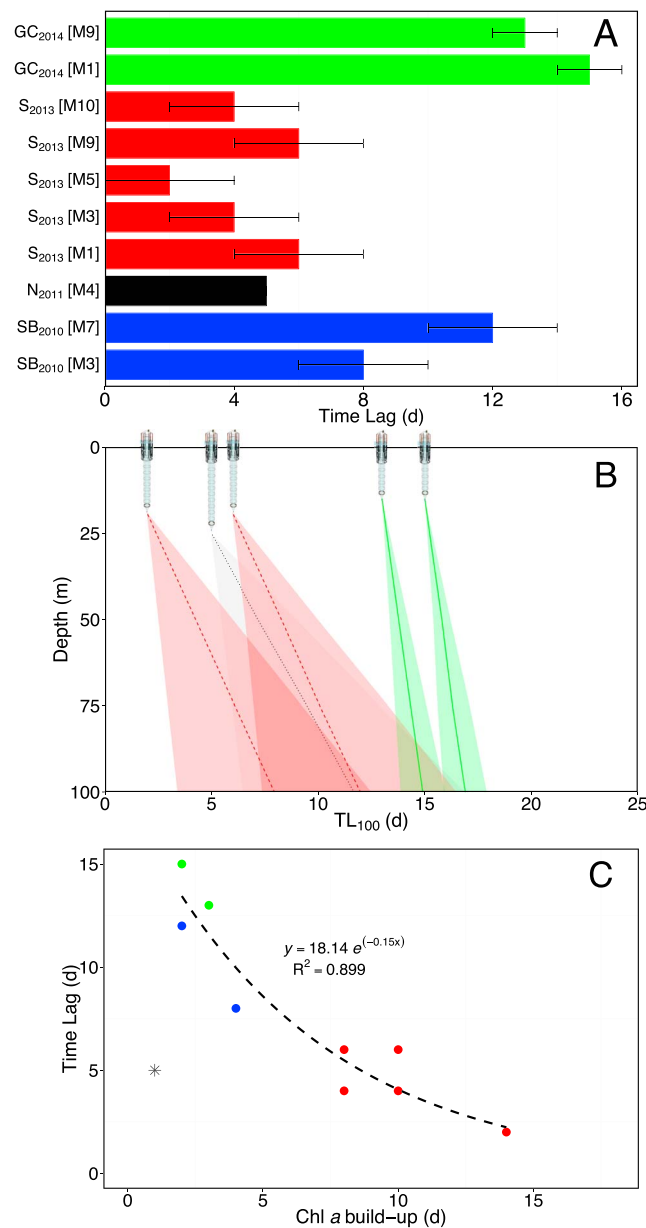 A
GC2014 [M9]
GC2014 [M1]
S2013 [M10]
S2013 [M9]
S2013 [M5]
S2013 [M3]
S2013 [M1]
N2011 [M4]
SB2010 [M7]
SB2010 [M3]
0 4 8 12 16
Time Lag (d)
B
0
25
50
75
100
Depth (m)
0 5 10 15 20 25
TL100 (d)
C
15
10
5
0
Time Lag (d)
y = 18.14 e(−0.15x)
R2 = 0.899
0 5 10 15
Chl a build−up (d)